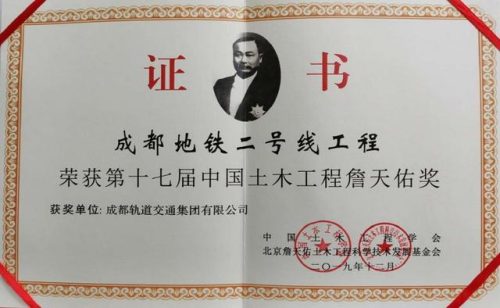 证 书
成都地铁二号线工程
荣获第十七届中国土木工程詹天佑奖
获奖单位:成都轨道交通集团有限公司
中国土木工程学会
北京詹天佑土木工程科学技术发展基金会
二〇一九年十二月